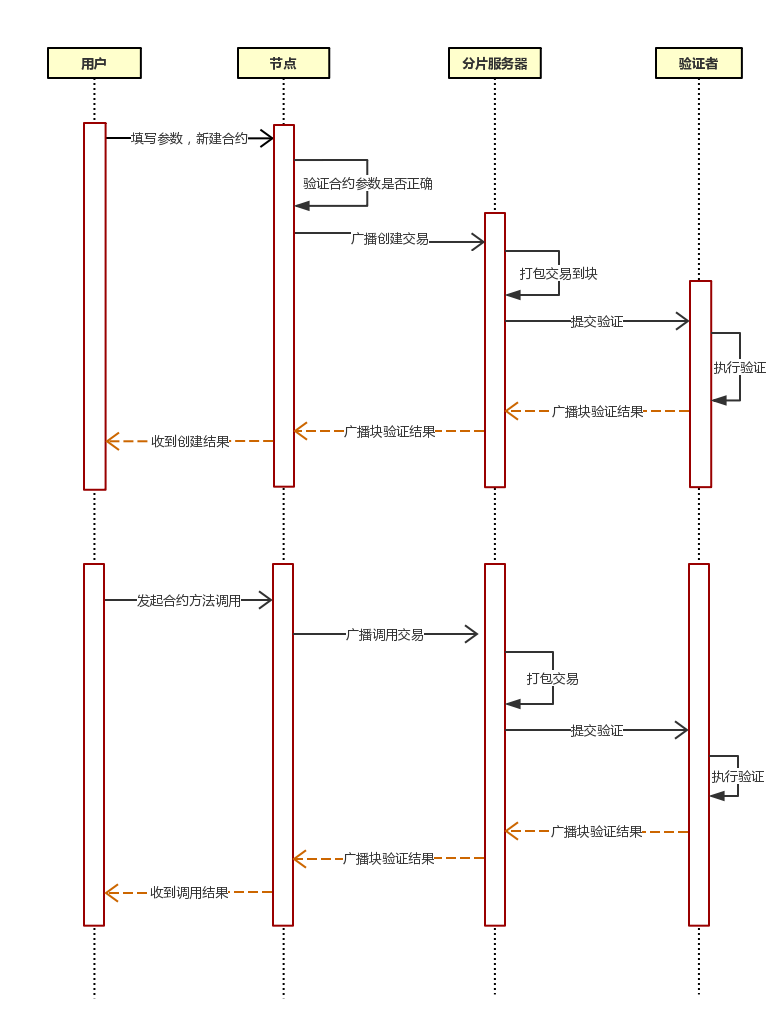 用户
节点
分片服务器
验证者
填写参数，新建合约
验证合约参数是否正确
广播创建交易
打包交易到块
提交验证
执行验证
广播块验证结果
广播块验证结果
收到创建结果
发起合约方法调用
广播调用交易
打包交易
提交验证
执行验证
广播块验证结果
广播块验证结果
收到调用结果